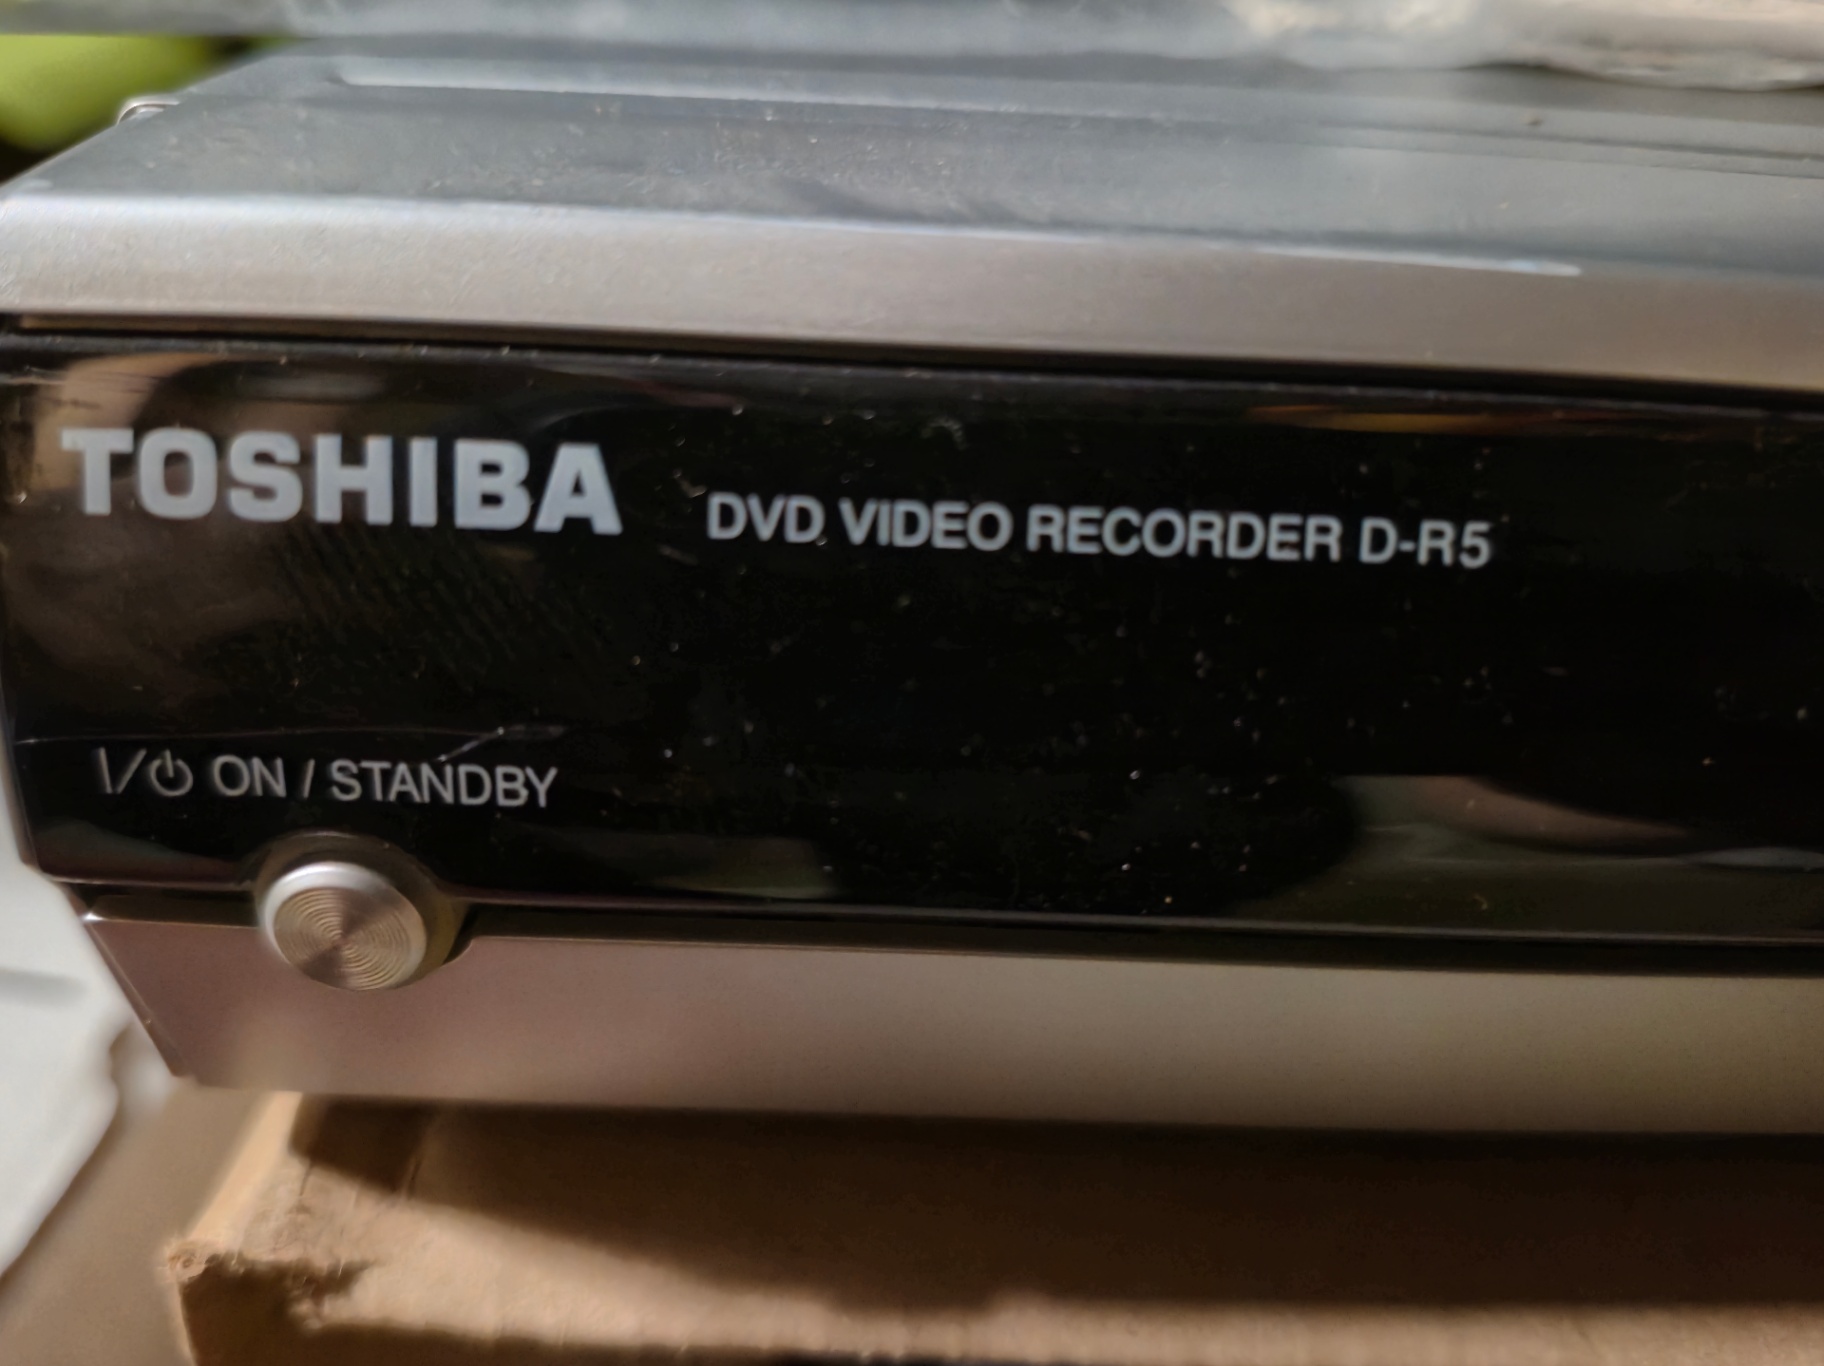 TOSHIBA DVD VIDEO RECORDER D-R5
I/⏻ ON / STANDBY